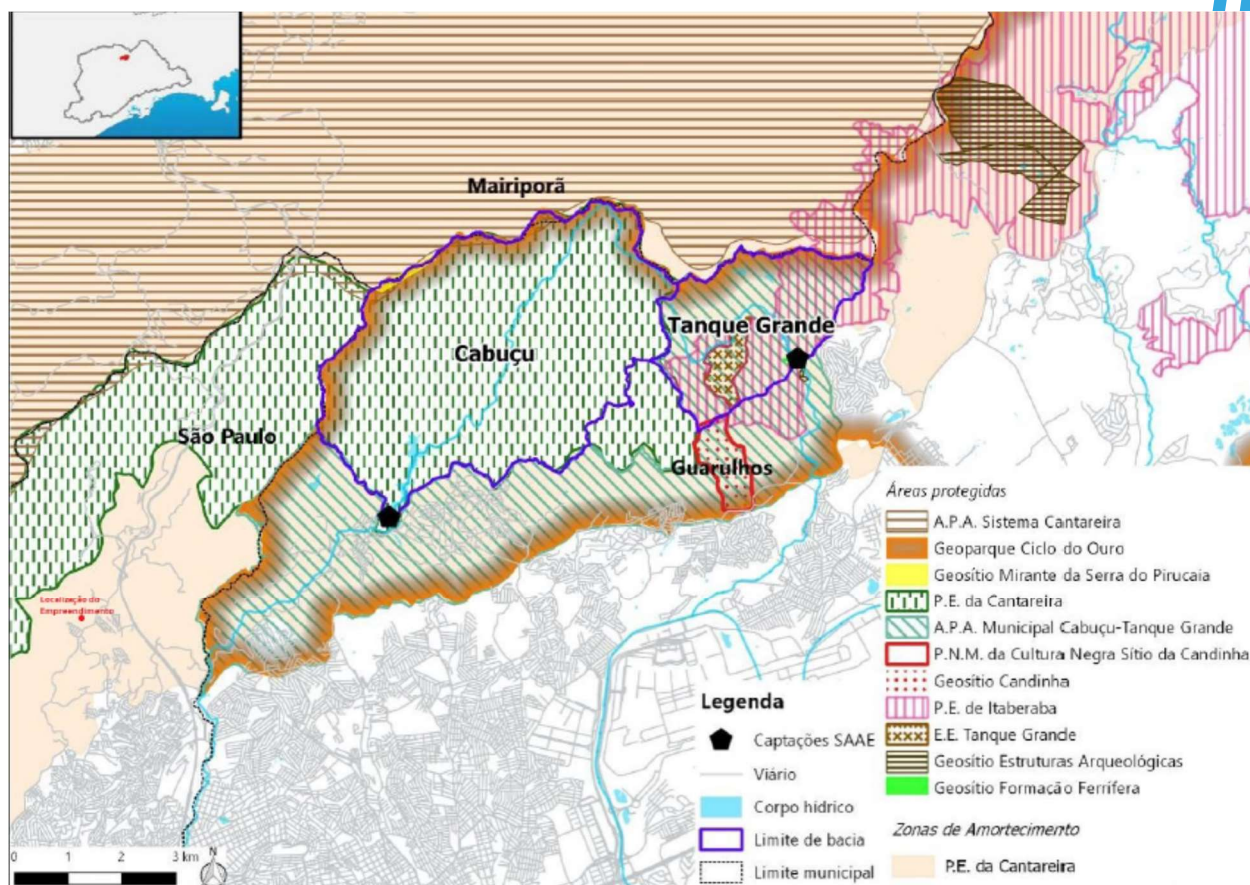 Mairiporã
Tanque Grande
Cabuçu
São Paulo
Guarulhos
Localização do
Empreendimento
Áreas protegidas
A.P.A. Sistema Cantareira
Geoparque Ciclo do Ouro
Geosítio Mirante da Serra do Pirucaia
P.E. da Cantareira
A.P.A. Municipal Cabuçu-Tanque Grande
P.N.M. da Cultura Negra Sítio da Candinha
Geosítio Candinha
P.E. de Itaberaba
E.E. Tanque Grande
Geosítio Estruturas Arqueológicas
Geosítio Formação Ferrífera
Zonas de Amortecimento
P.E. da Cantareira
Legenda
Captações SAAE
Viário
Corpo hídrico
Limite de bacia
Limite municipal
0 1 2 3 km
N